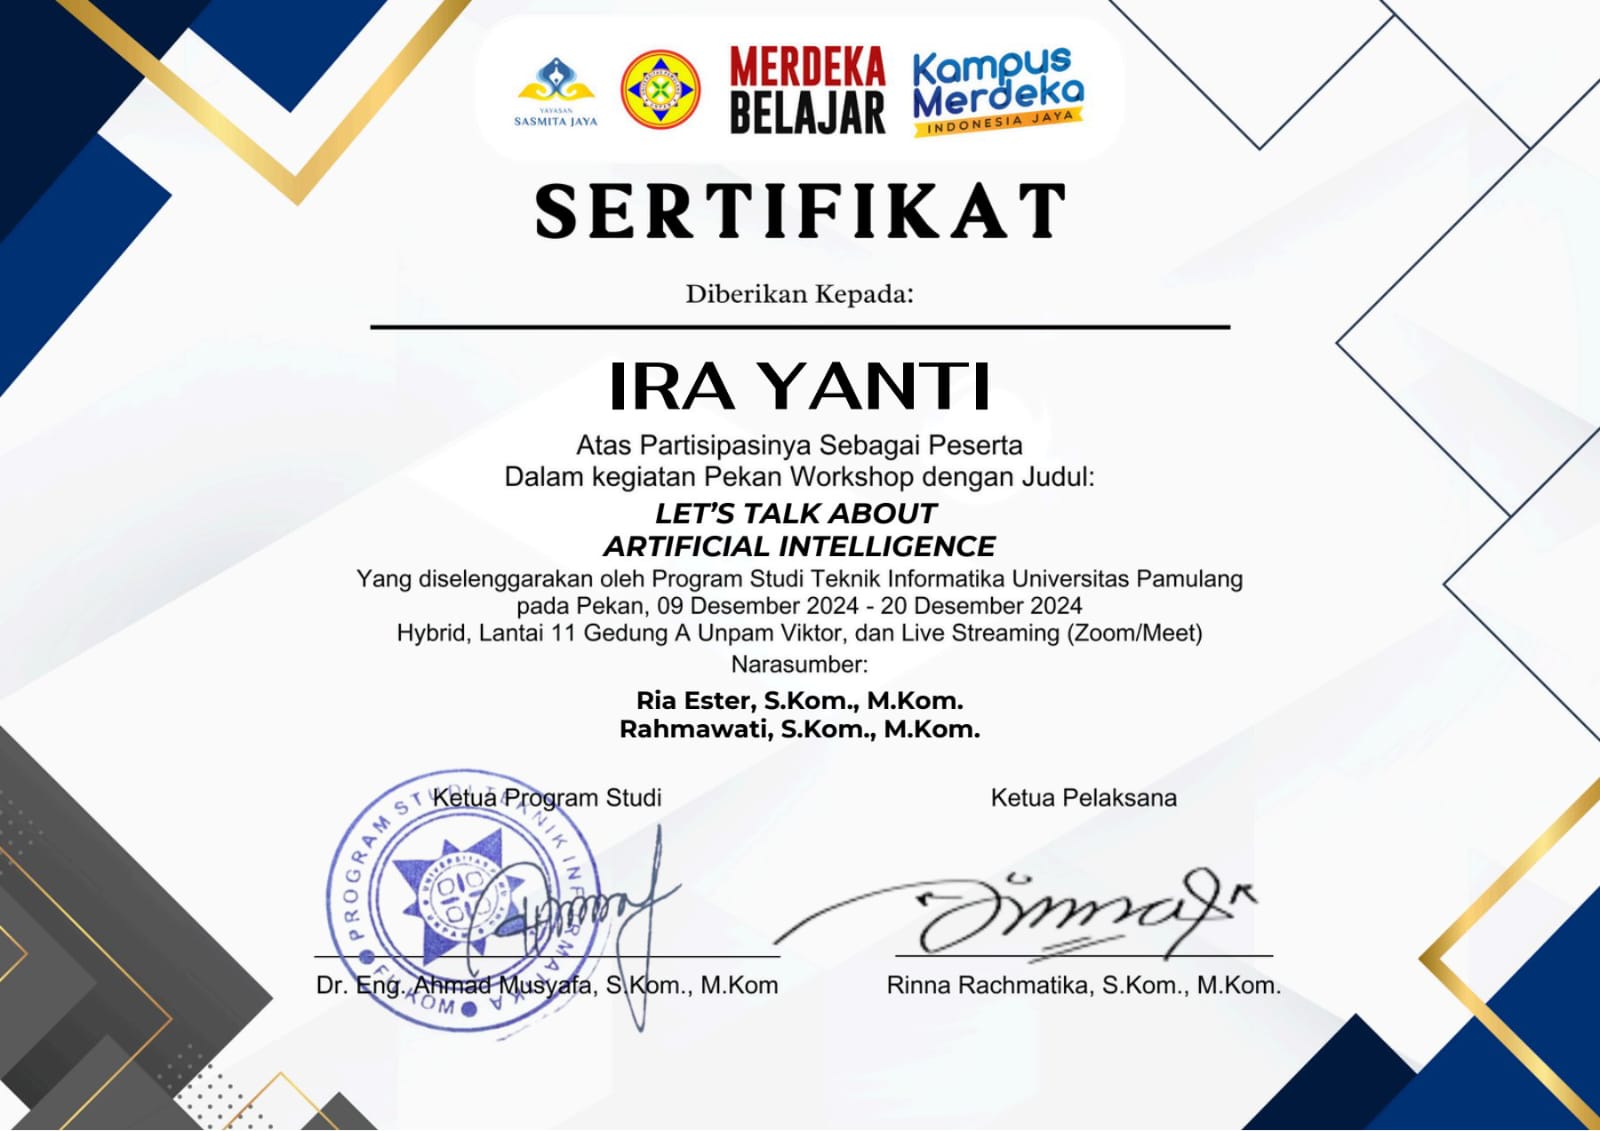 YAYASAN
SASMITA JAYA
MERDEKA
BELAJAR
Kampus
Merdeka
INDONESIA JAYA
SERTIFIKAT
Diberikan Kepada:
IRA YANTI
Atas Partisipasinya Sebagai Peserta
Dalam kegiatan Pekan Workshop dengan Judul:
LET'S TALK ABOUT
ARTIFICIAL INTELLIGENCE
Yang diselenggarakan oleh Program Studi Teknik Informatika Universitas Pamulang
pada Pekan, 09 Desember 2024 - 20 Desember 2024
Hybrid, Lantai 11 Gedung A Unpam Viktor, dan Live Streaming (Zoom/Meet)
Narasumber:
Ria Ester, S.Kom., M.Kom.
Rahmawati, S.Kom., M.Kom.
Ketua Program Studi
Ketua Pelaksana
PROGRAM STUDI TEKNIK INFORMATIKA
Dr. Eng. Ahmad Musyafa, S.Kom., M.Kom
Rinna Rachmatika, S.Kom., M.Kom.